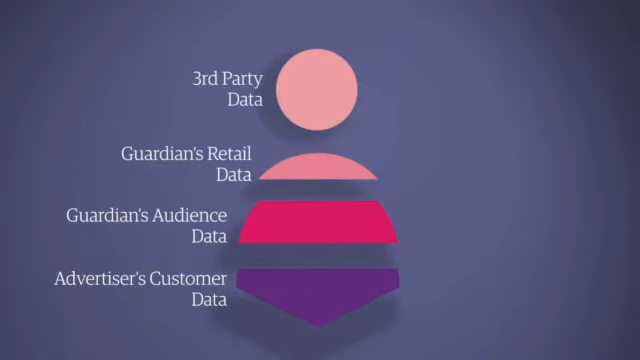 3rd Party
Data
Guardian's Retail
Data
Guardian's Audience
Data
Advertiser's Customer
Data